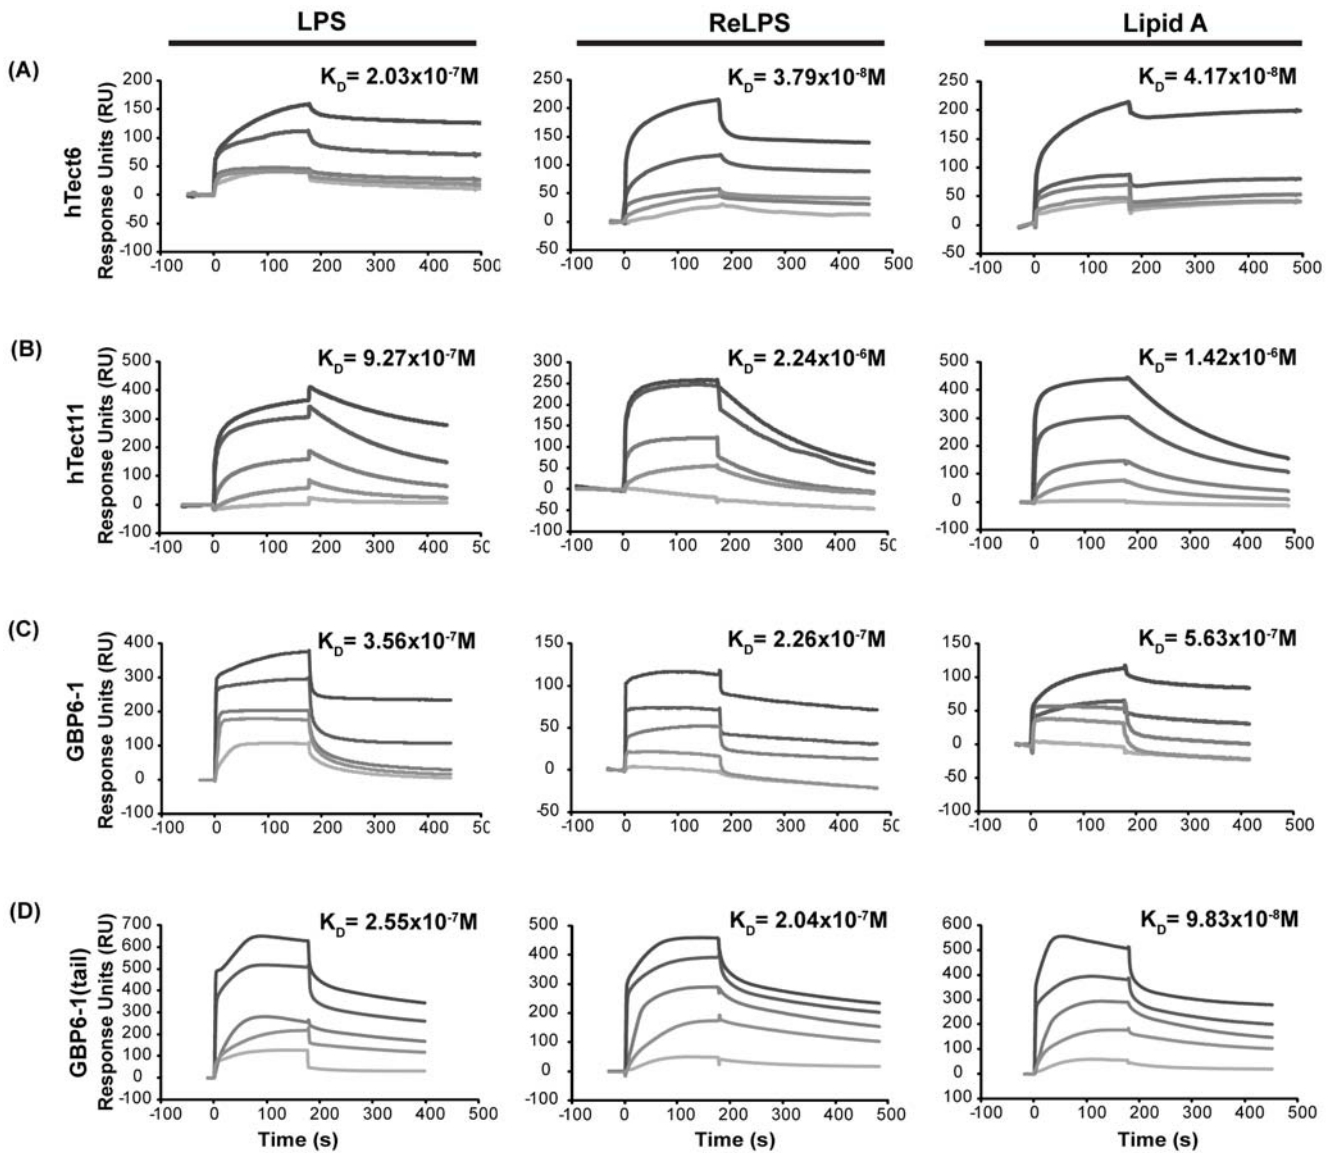 LPS ReLPS Lipid A
(A)
hTect6
Response Units (RU)
K_D= 2.03x10^-7M
200
150
100
50
0
-50
-100
-100 0 100 200 300 400 500
K_D= 3.79x10^-8M
250
200
150
100
50
0
-50
-100 0 100 200 300 400 500
K_D= 4.17x10^-8M
250
200
150
100
50
0
-50
-100 0 100 200 300 400 500
(B)
hTect11
Response Units (RU)
K_D= 9.27x10^-7M
500
400
300
200
100
0
-100
-100 0 100 200 300 400 50
K_D= 2.24x10^-6M
300
250
200
150
100
50
0
-50
-100
-100 0 100 200 300 400 500
K_D= 1.42x10^-6M
500
400
300
200
100
0
-100
-100 0 100 200 300 400 500
(C)
GBP6-1
Response Units (RU)
K_D= 3.56x10^-7M
400
300
200
100
0
-100
-100 0 100 200 300 400 50
K_D= 2.26x10^-7M
150
100
50
0
-50
-100 0 100 200 300 400 50
K_D= 5.63x10^-7M
150
100
50
0
-50
-100
-100 0 100 200 300 400 500
(D)
GBP6-1(tail)
Response Units (RU)
K_D= 2.55x10^-7M
700
600
500
400
300
200
100
0
-100
-100 0 100 200 300 400 500
Time (s)
K_D= 2.04x10^-7M
500
400
300
200
100
0
-100
-100 0 100 200 300 400 500
Time (s)
K_D= 9.83x10^-8M
600
500
400
300
200
100
0
100
-100 0 100 200 300 400 500
Time (s)